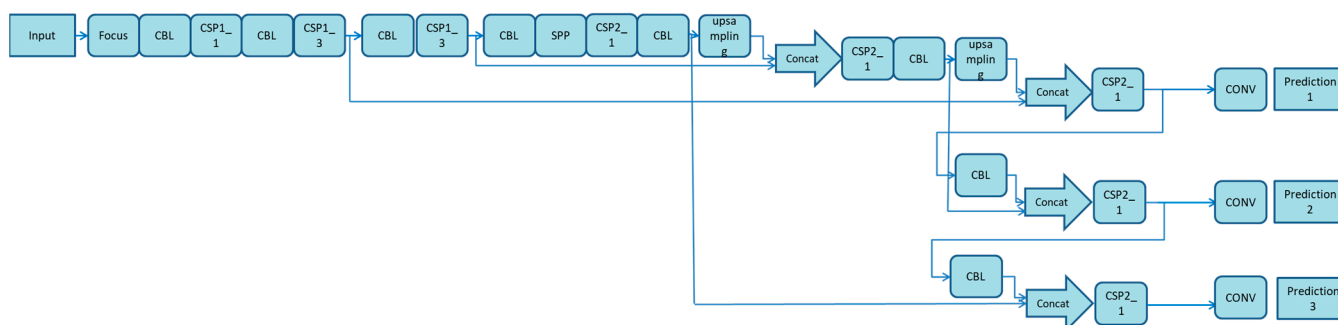 Input
Focus
CBL
CSP1_
1
CBL
CSP1_
3
CBL
CSP1_
3
CBL
SPP
CSP2_
1
CBL
upsa
mplin
g
Concat
CSP2_
1
CBL
upsa
mplin
g
Concat
CSP2_
1
CONV
Prediction
1
CBL
Concat
CSP2_
1
CONV
Prediction
2
CBL
Concat
CSP2_
1
CONV
Prediction
3